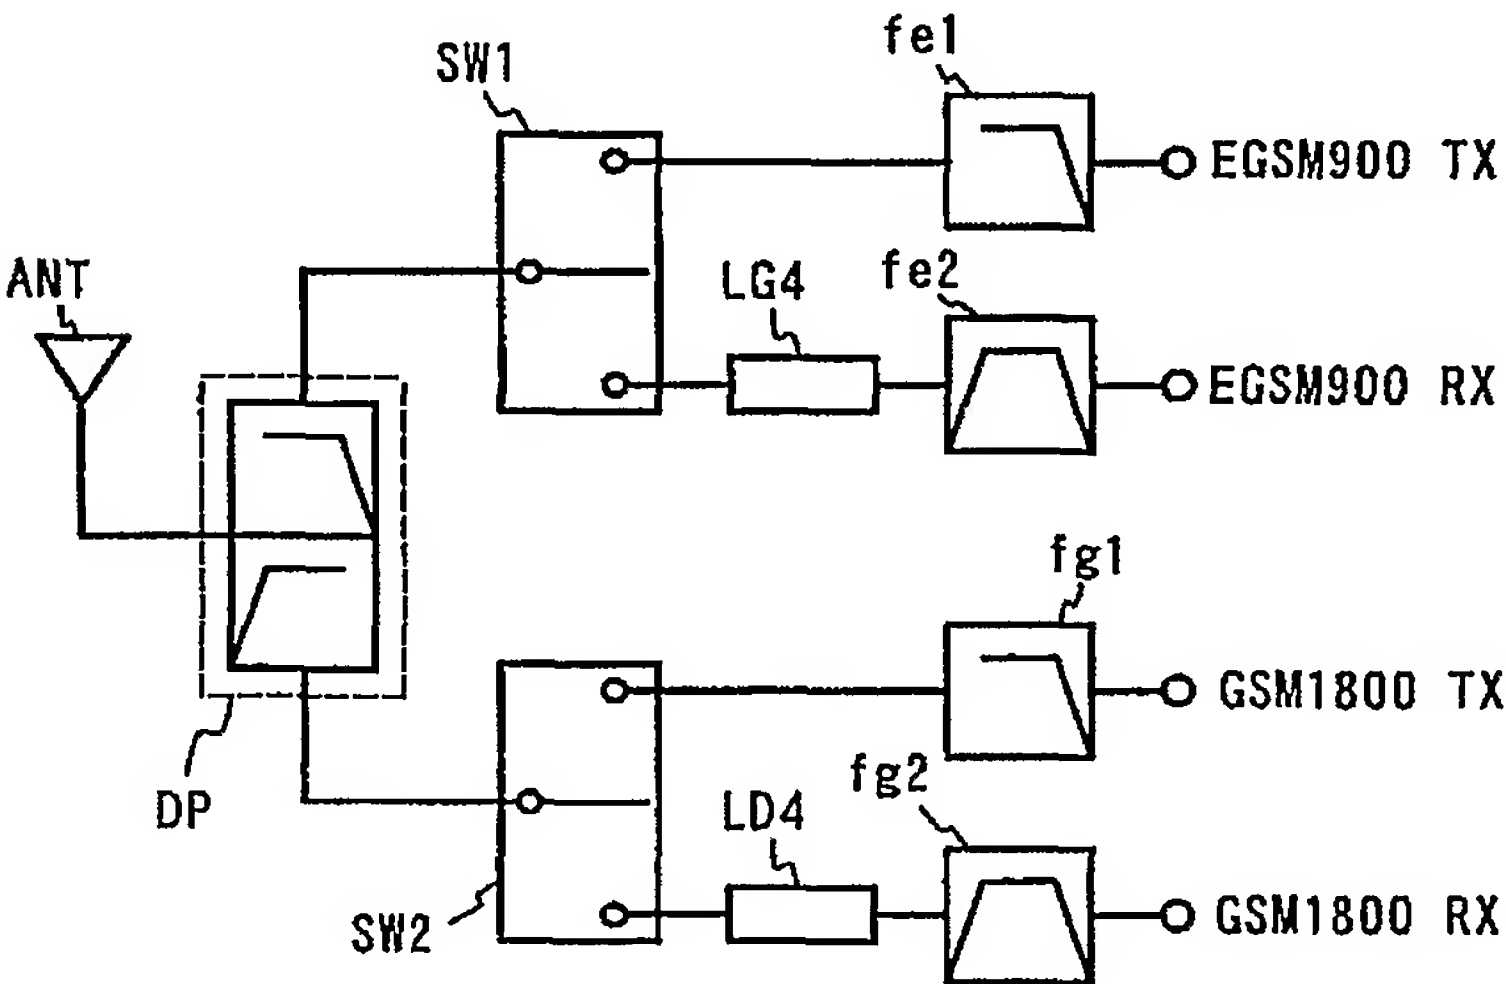 fe1
SW1
EGSM900 TX
ANT
LG4
fe2
EGSM900 RX
fg1
GSM1800 TX
DP
fg2
LD4
SW2
GSM1800 RX